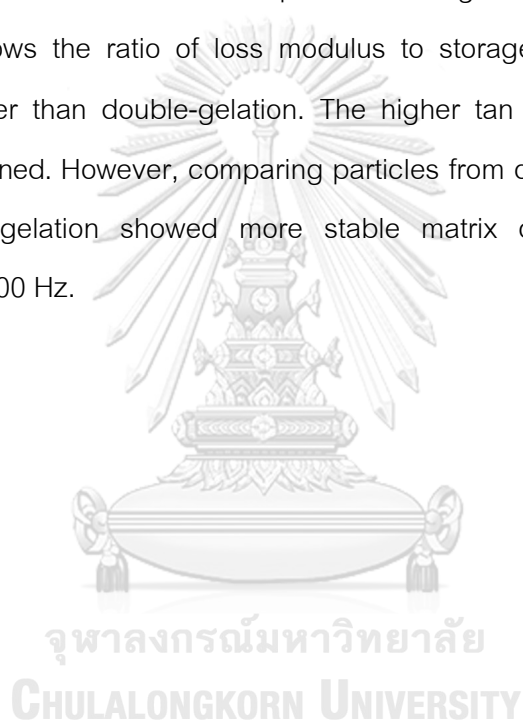 ows the ratio of loss modulus to storage
er than double-gelation. The higher tan
ned. However, comparing particles from
gelation showed more stable matrix
00 Hz.
จุฬาลงกรณ์มหาวิทยาลัย
CHULALONGKORN UNIVERSITY